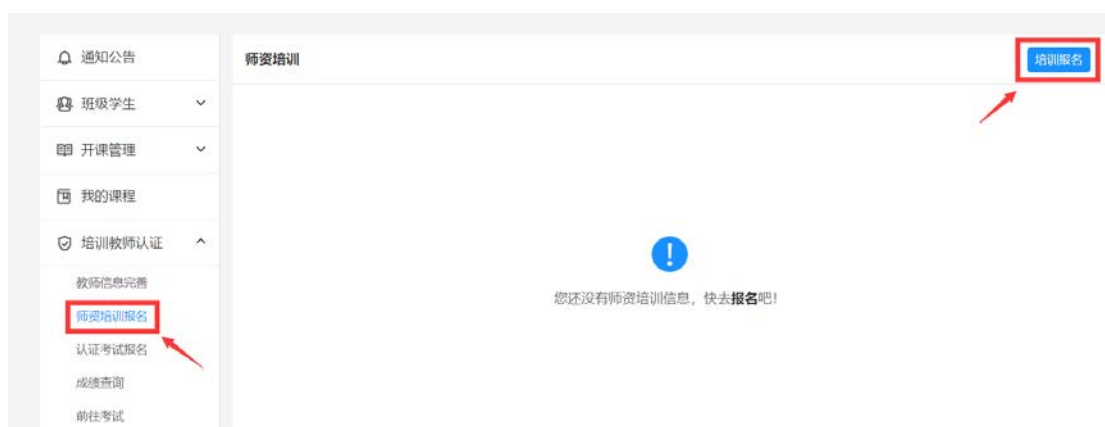 通知公告
班级学生
开课管理
我的课程
培训教师认证
教师信息完善
师资培训报名
认证考试报名
成绩查询
前往考试
师资培训
培训报名
您还没有师资培训信息，快去报名吧！